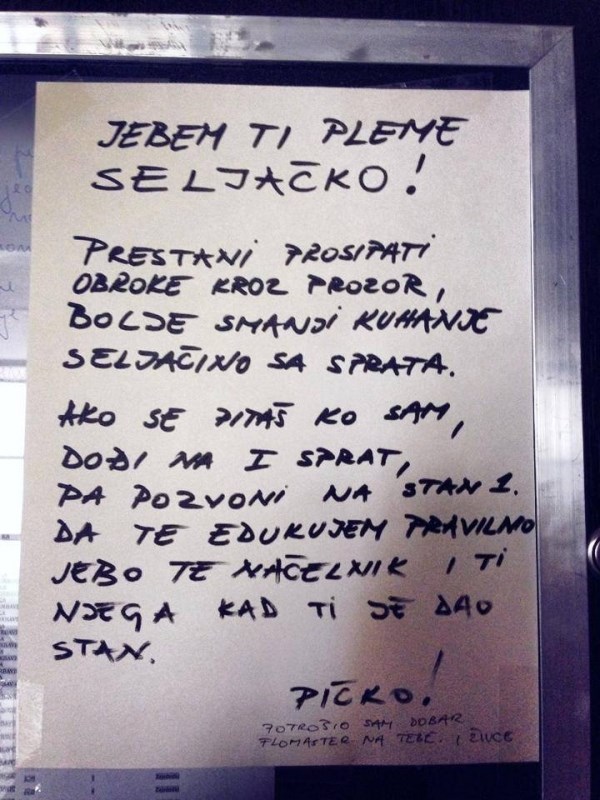 JEBEM TI PLEME
SELJAČKO!
PRESTANI PROSIPATI
OBROKE KROZ PROZOR,
BOLJE SMANJI KUHANJE
SELJAČINO SA SPRATA.
AKO SE PITAŠ KO SAM,
DOĐI NA I SPRAT,
PA POZVONI NA STAN 1.
DA TE EDUKUJEM PRAVILNO
JEBO TE NAČELNIK I TI
NJEGA KAD TI JE DAO
STAN.
PIČKO!
POTROŠIO SAM DOBAR
FLOMASTER NA TEBE. I ŽIVCE